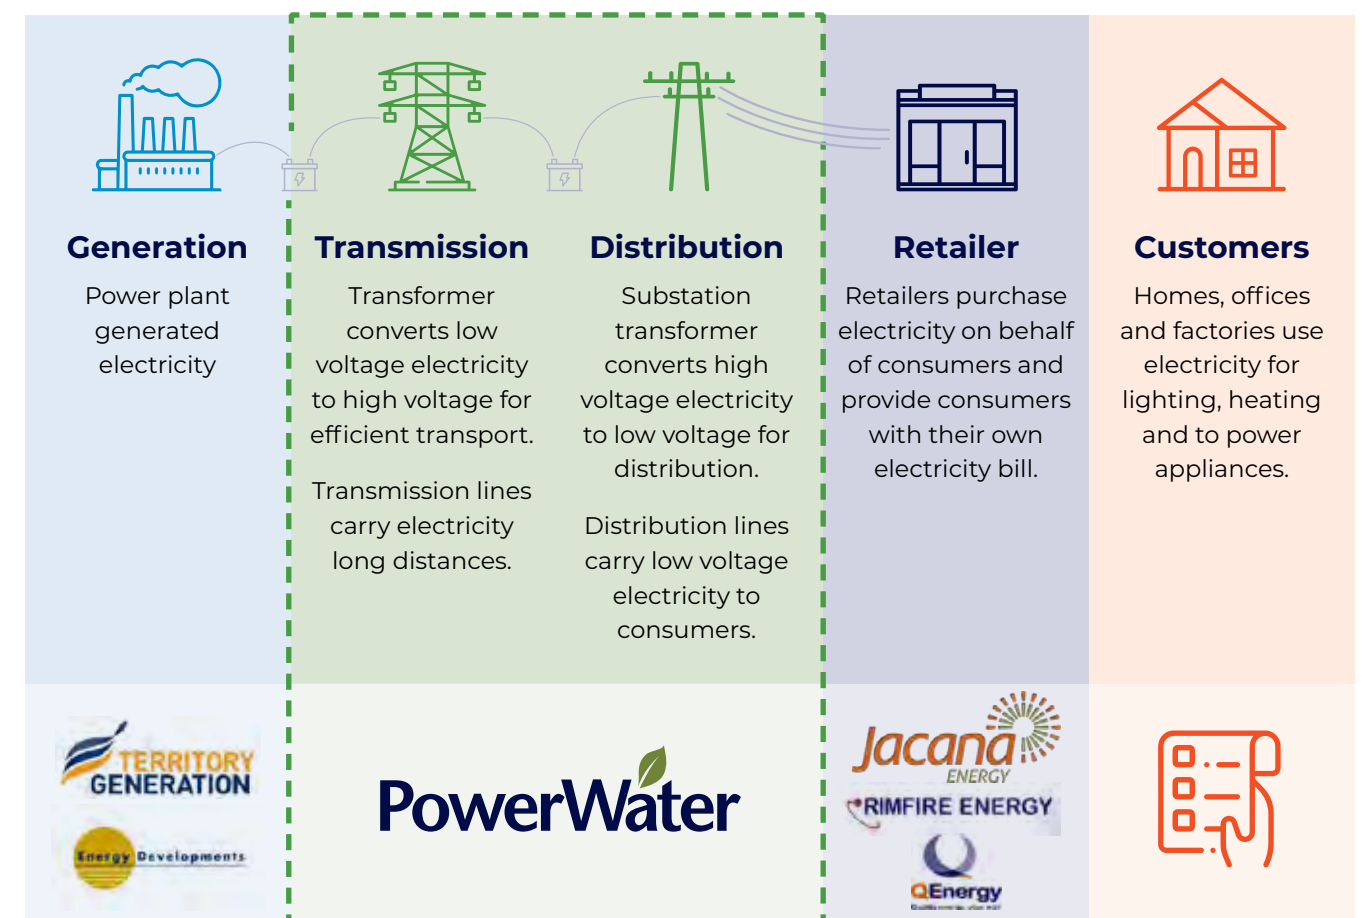 Generation
Power plant
generated
electricity
Transmission
Transformer
converts low
voltage electricity
to high voltage for
efficient transport.
Transmission lines
carry electricity
long distances.
Distribution
Substation
transformer
converts high
voltage electricity
to low voltage for
distribution.
Distribution lines
carry low voltage
electricity to
consumers.
Retailer
Retailers purchase
electricity on behalf
of consumers and
provide consumers
with their own
electricity bill.
Customers
Homes, offices
and factories use
electricity for
lighting, heating
and to power
appliances.
TERRITORY
GENERATION
Energy Developments
PowerWater
Jacana
ENERGY
RIMFIRE ENERGY
QEnergy